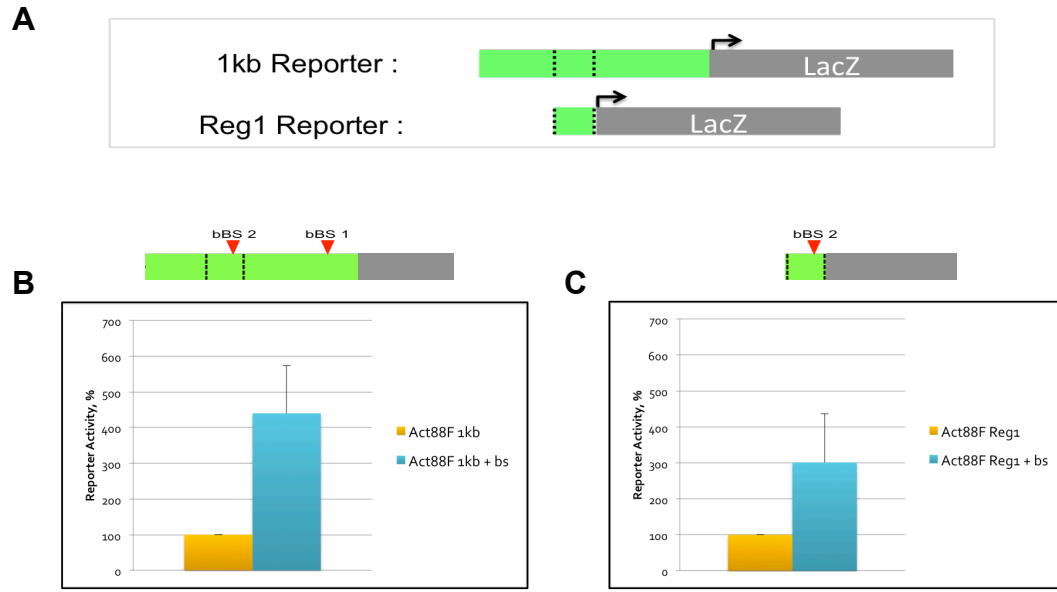 A
1kb Reporter :
LacZ
Reg1 Reporter :
LacZ
bBS 2
bBS 1
B
Reporter Activity, %
700
600
500
400
300
200
100
0
Act88F 1kb
Act88F 1kb + bs
bBS 2
C
Reporter Activity, %
700
600
500
400
300
200
100
0
Act88F Reg1
Act88F Reg1 + bs